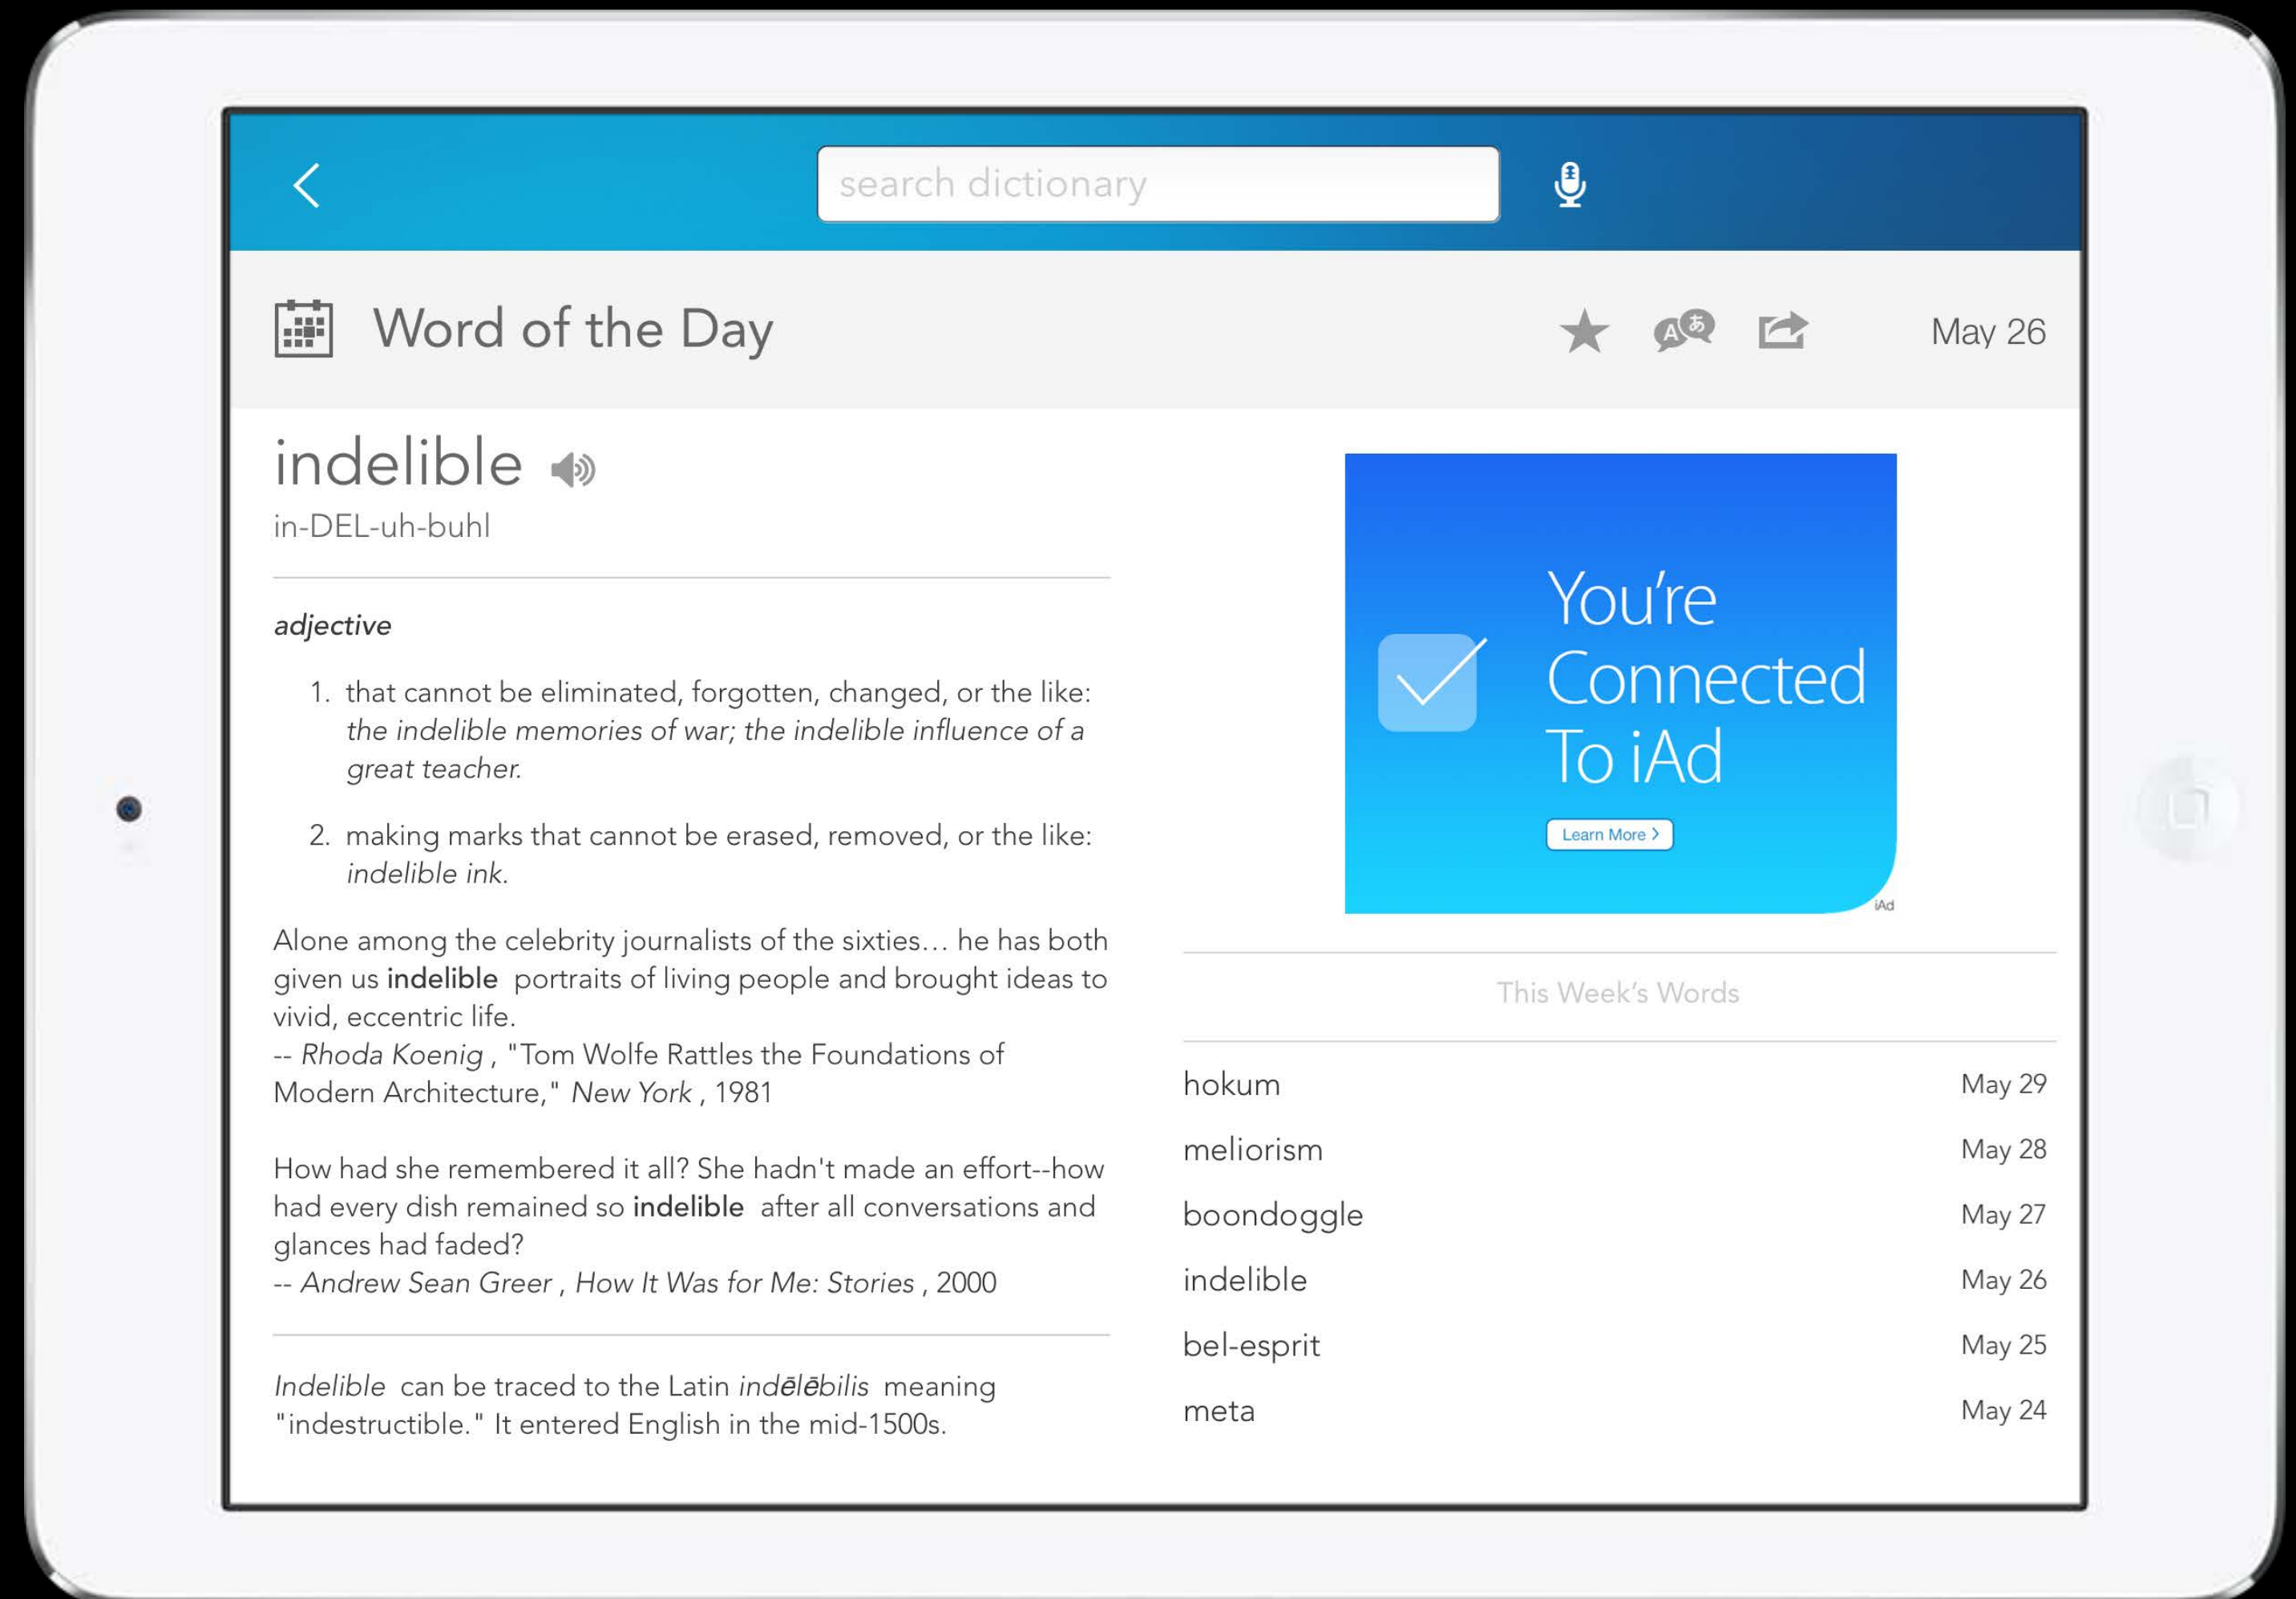 search dictionary
Word of the Day
May 26
indelible
in-DEL-uh-buhl
adjective
1. that cannot be eliminated, forgotten, changed, or the like:
the indelible memories of war; the indelible influence of a
great teacher.
2. making marks that cannot be erased, removed, or the like:
indelible ink.
Alone among the celebrity journalists of the sixties… he has both
given us indelible portraits of living people and brought ideas to
vivid, eccentric life.
-- Rhoda Koenig , "Tom Wolfe Rattles the Foundations of
Modern Architecture," New York , 1981
How had she remembered it all? She hadn't made an effort--how
had every dish remained so indelible after all conversations and
glances had faded?
-- Andrew Sean Greer , How It Was for Me: Stories , 2000
Indelible can be traced to the Latin indēlēbilis meaning
"indestructible." It entered English in the mid-1500s.
You're
Connected
To iAd
Learn More >
iAd
This Week's Words
hokum May 29
meliorism May 28
boondoggle May 27
indelible May 26
bel-esprit May 25
meta May 24